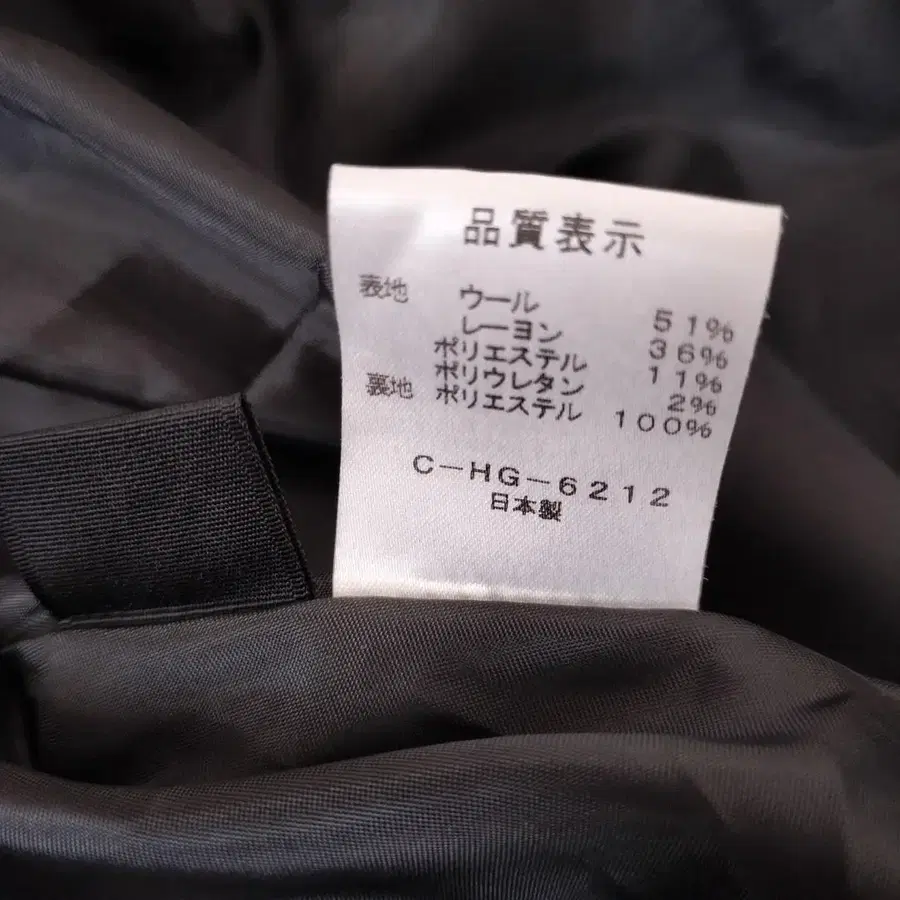 品質表示
表地 ウール 51%
レーヨン 36%
ポリエステル 11%
ポリウレタン 2%
裏地 ポリエステル 100%
C-HG-6212
日本製